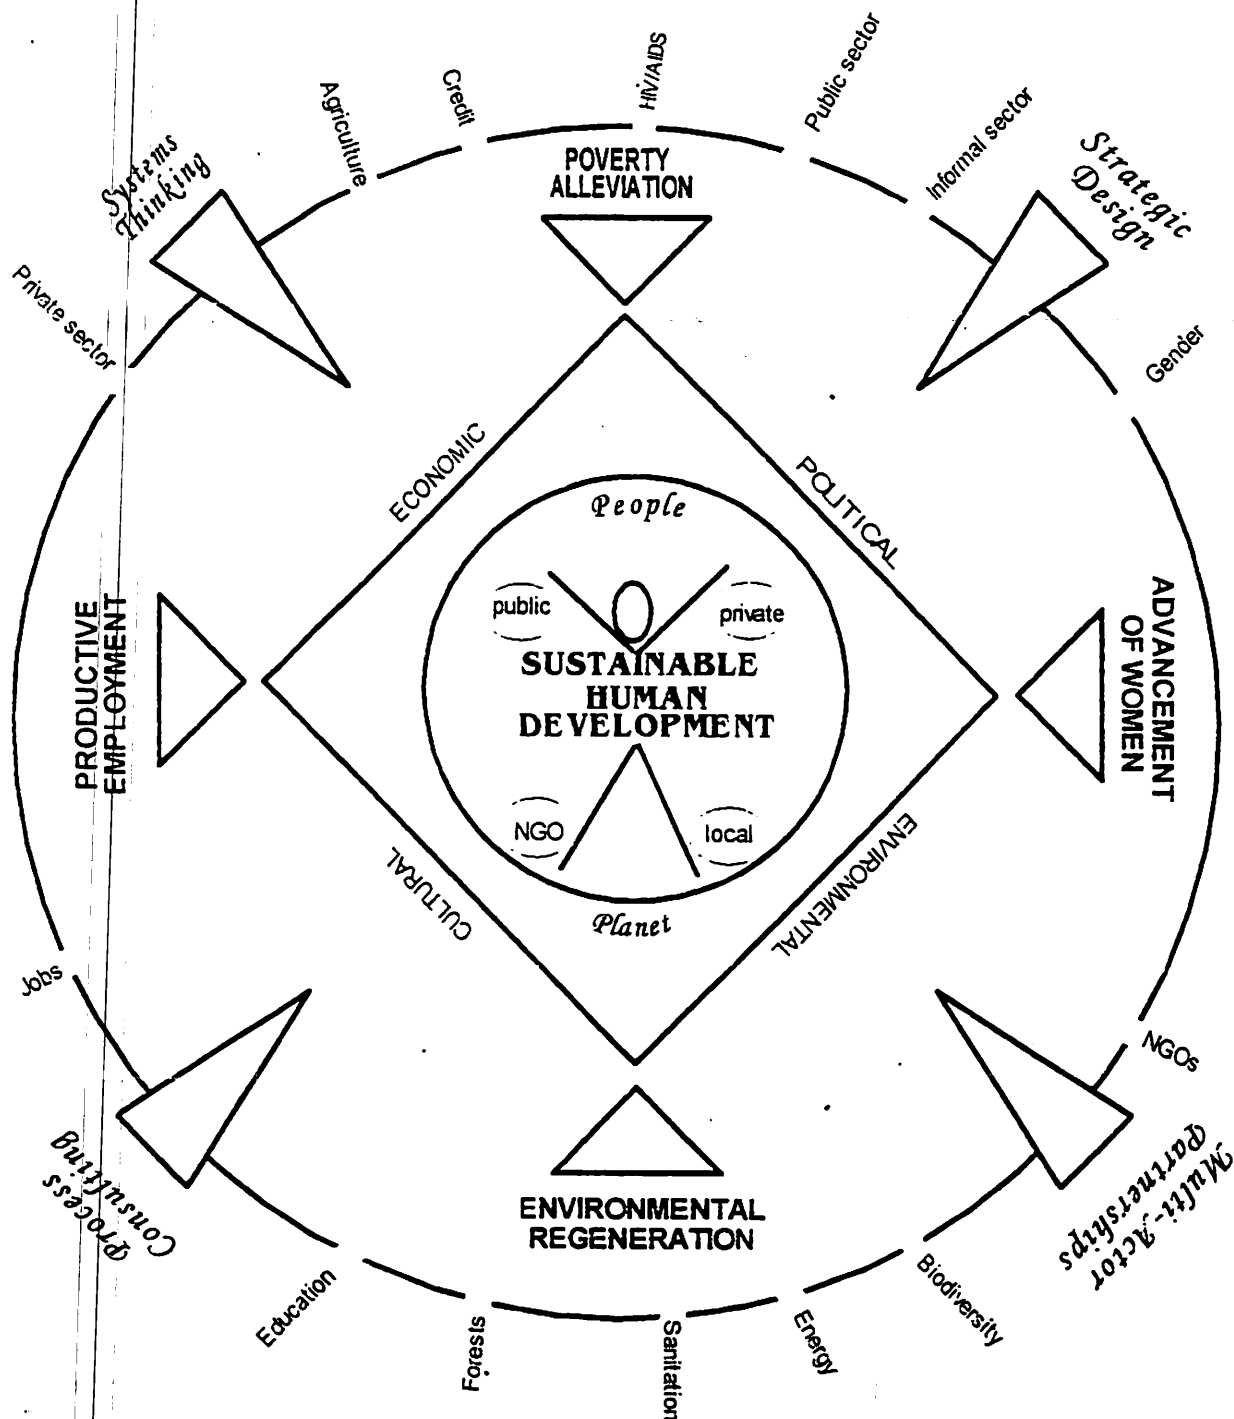 HIV/AIDS
Public sector
Credit
Agriculture
Informal sector
Systems
Thinking
Strategic
Design
POVERTY
ALLEVIATION
Private sector
Gender
ECONOMIC
POLITICAL
People
public
private
SUSTAINABLE
HUMAN
DEVELOPMENT
PRODUCTIVE
EMPLOYMENT
ADVANCEMENT
OF WOMEN
NGO
local
CULTURAL
ENVIRONMENTAL
Planet
Jobs
NGOs
Process
Consulting
Multi-Actor
Partnerships
ENVIRONMENTAL
REGENERATION
Education
Forests
Sanitation
Energy
Biodiversity